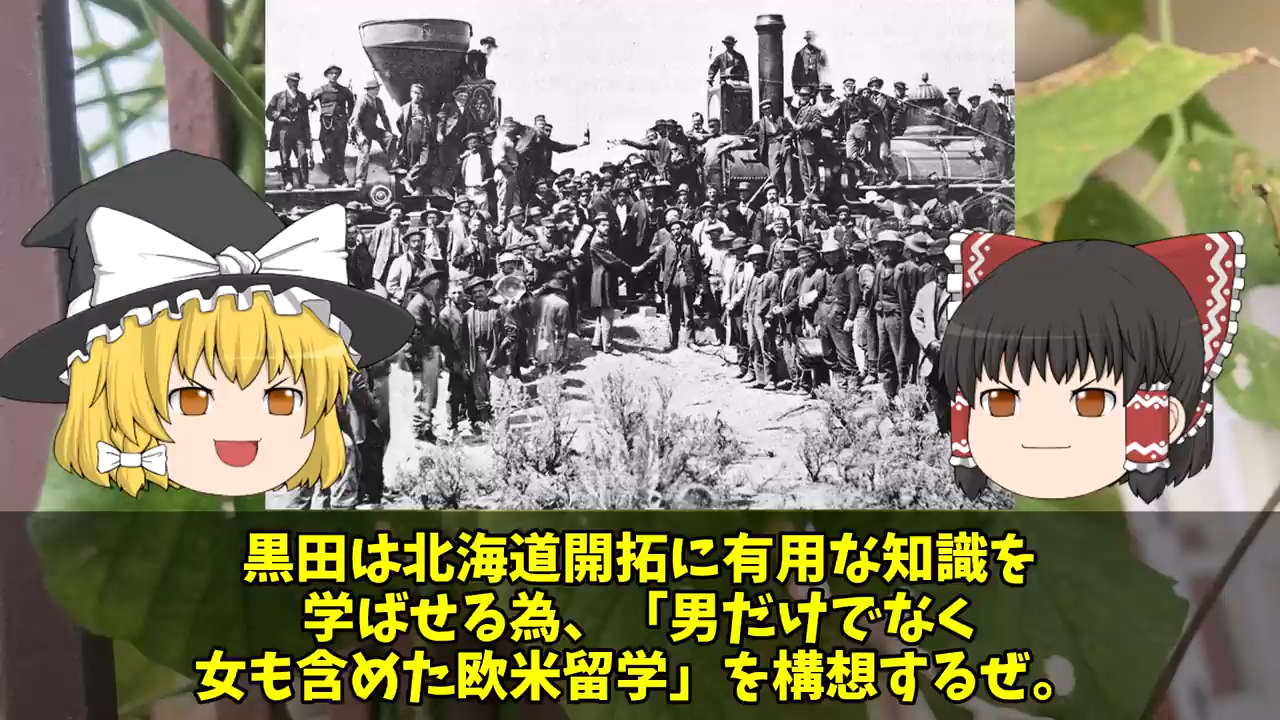 黒田は北海道開拓に有用な知識を
学ばせる為、「男だけでなく
女も含めた欧米留学」を構想するぜ。